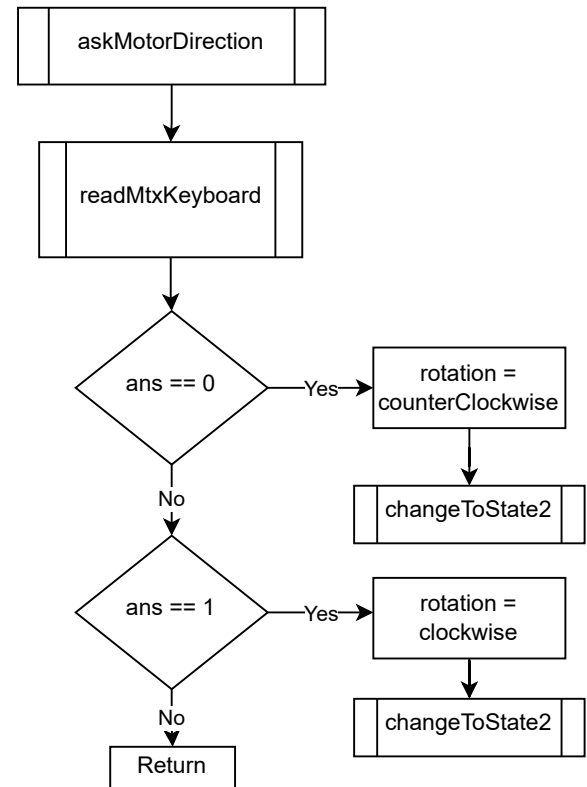 askMotorDirection
readMtxKeyboard
ans == 0
Yes
rotation =
counterClockwise
changeToState2
No
ans == 1
Yes
rotation =
clockwise
changeToState2
No
Return